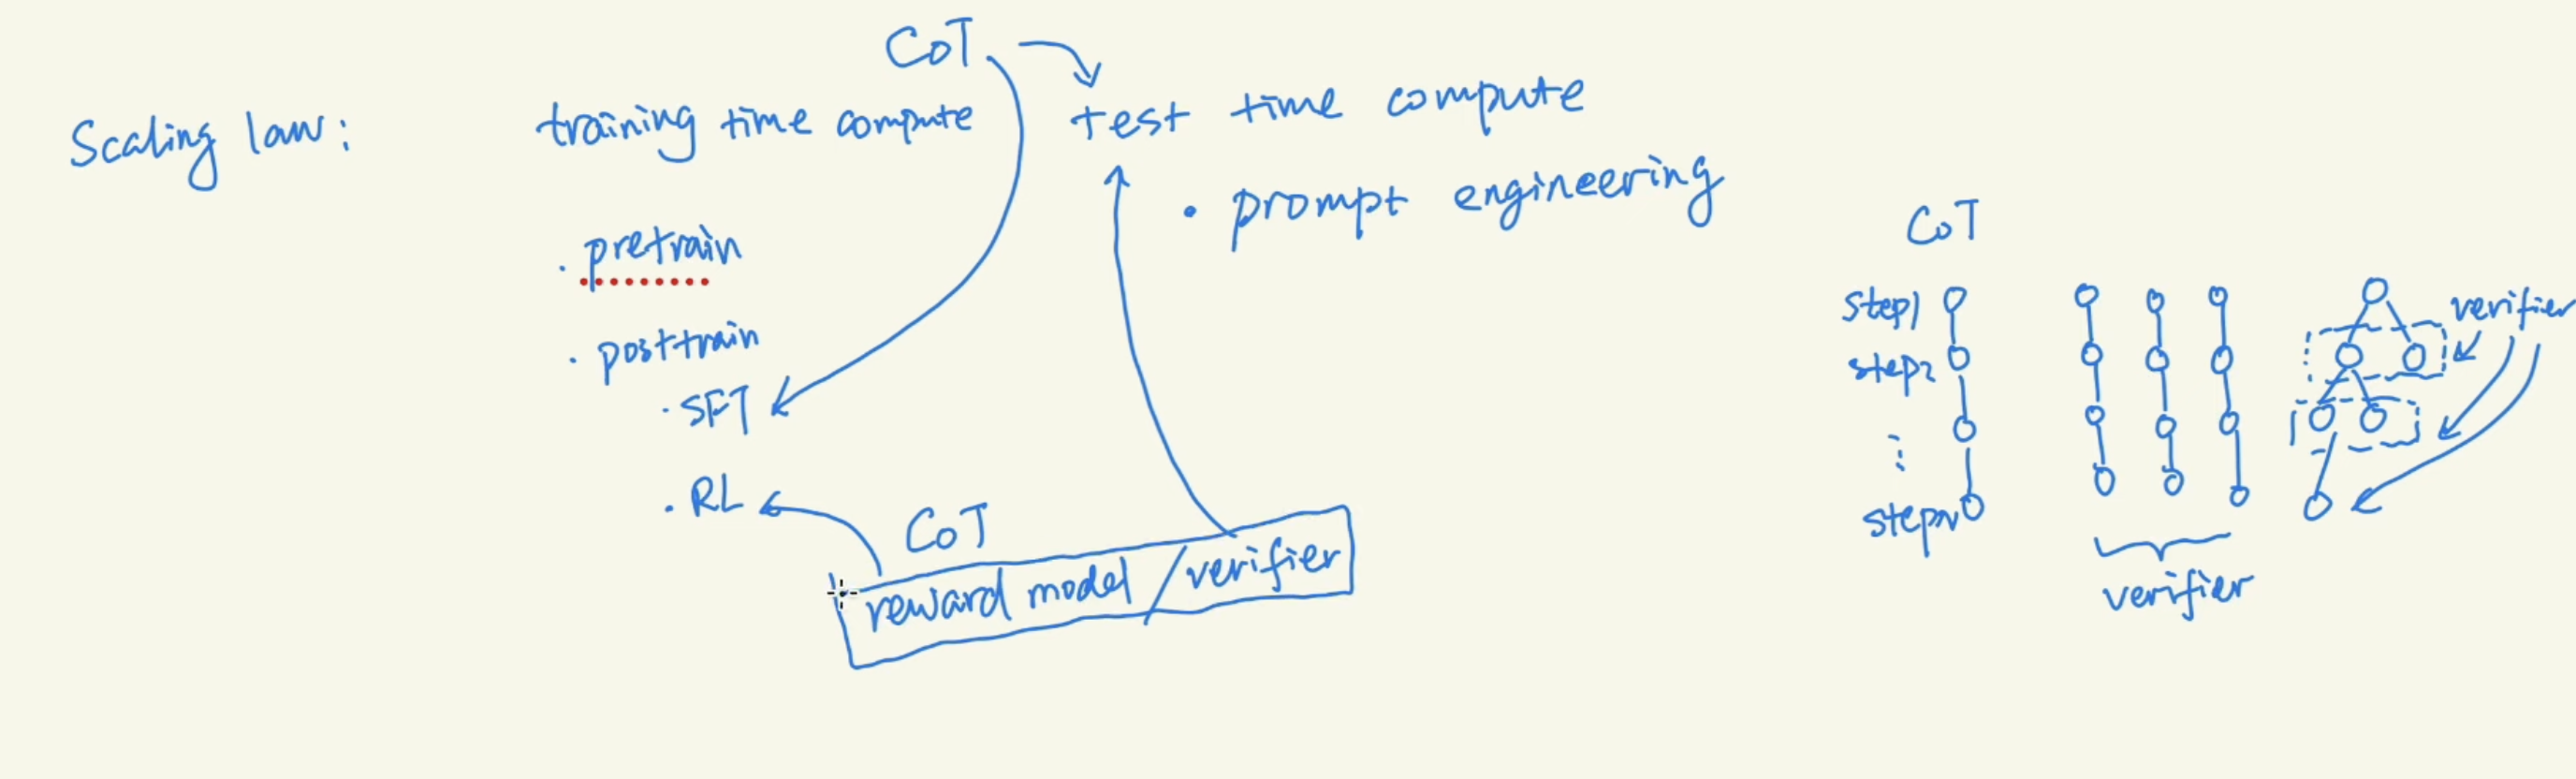 CoT
Scaling law:
training time compute
test time compute
· prompt engineering
· pretrain
· posttrain
· SFT
· RL
CoT
reward model / verifier
CoT
step1
step2
⋮
stepN
verifier
verifier